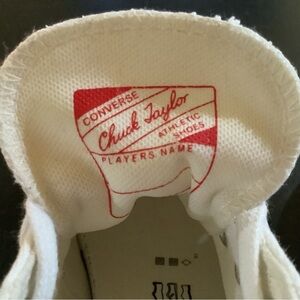 CONVERSE
Chuck Taylor
ATHLETIC
SHOES
PLAYERS NAME